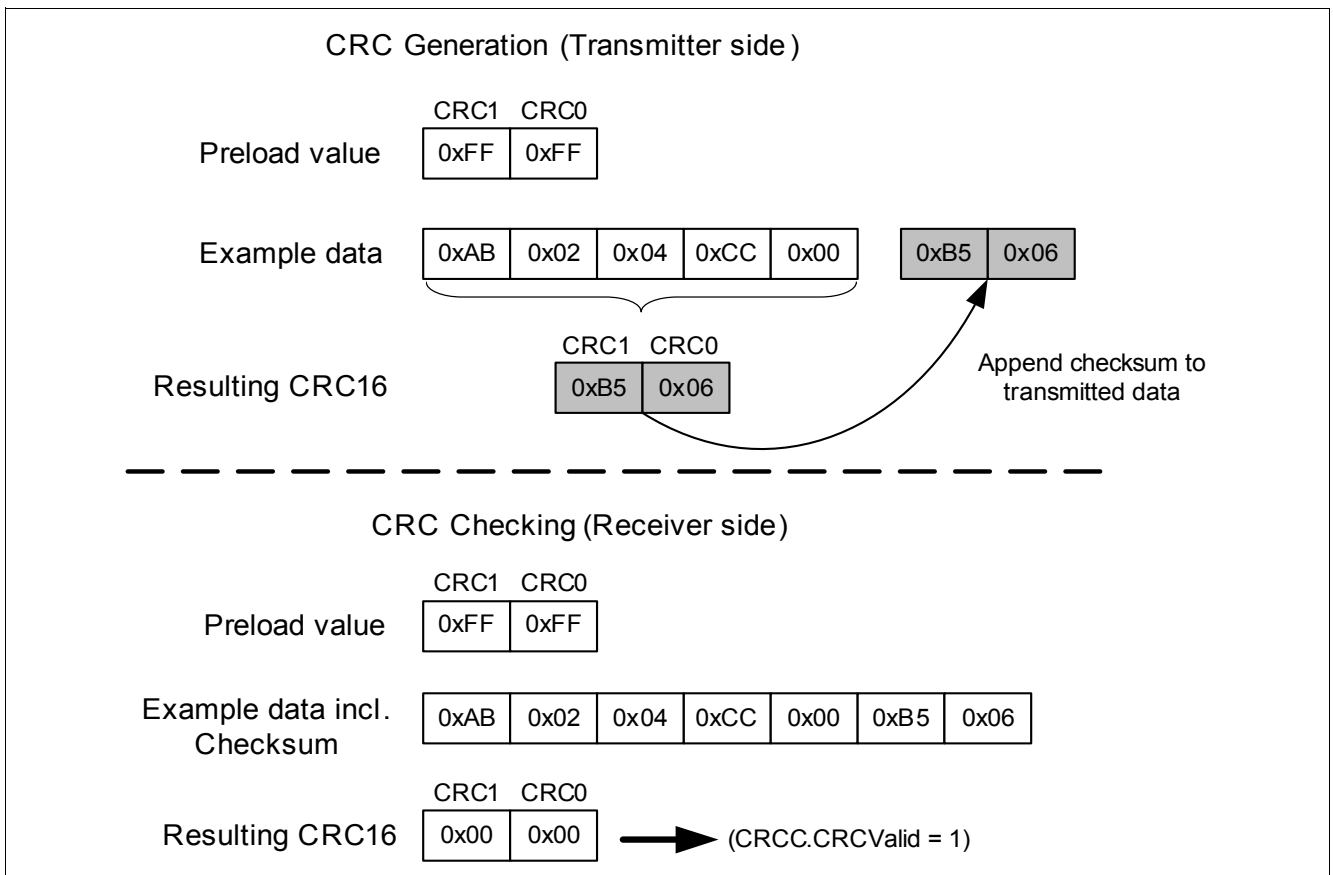 CRC Generation (Transmitter side)
CRC1 CRC0
Preload value 0xFF 0xFF
Example data 0xAB 0x02 0x04 0xCC 0x00 0xB5 0x06
CRC1 CRC0
Resulting CRC16 0xB5 0x06
Append checksum to
transmitted data
CRC Checking (Receiver side)
CRC1 CRC0
Preload value 0xFF 0xFF
Example data incl.
Checksum
0xAB 0x02 0x04 0xCC 0x00 0xB5 0x06
CRC1 CRC0
Resulting CRC16 0x00 0x00 (CRCC.CRCValid = 1)